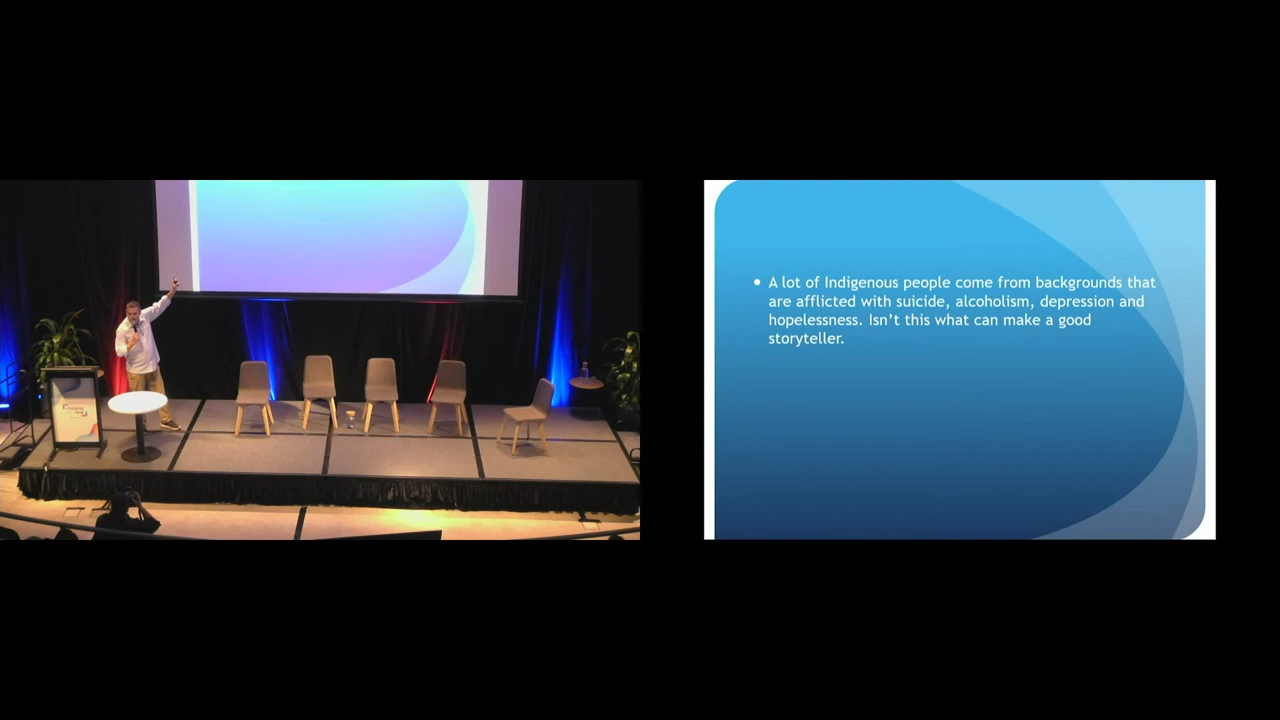 • A lot of Indigenous people come from backgrounds that
are afflicted with suicide, alcoholism, depression and
hopelessness. Isn’t this what can make a good
storyteller.